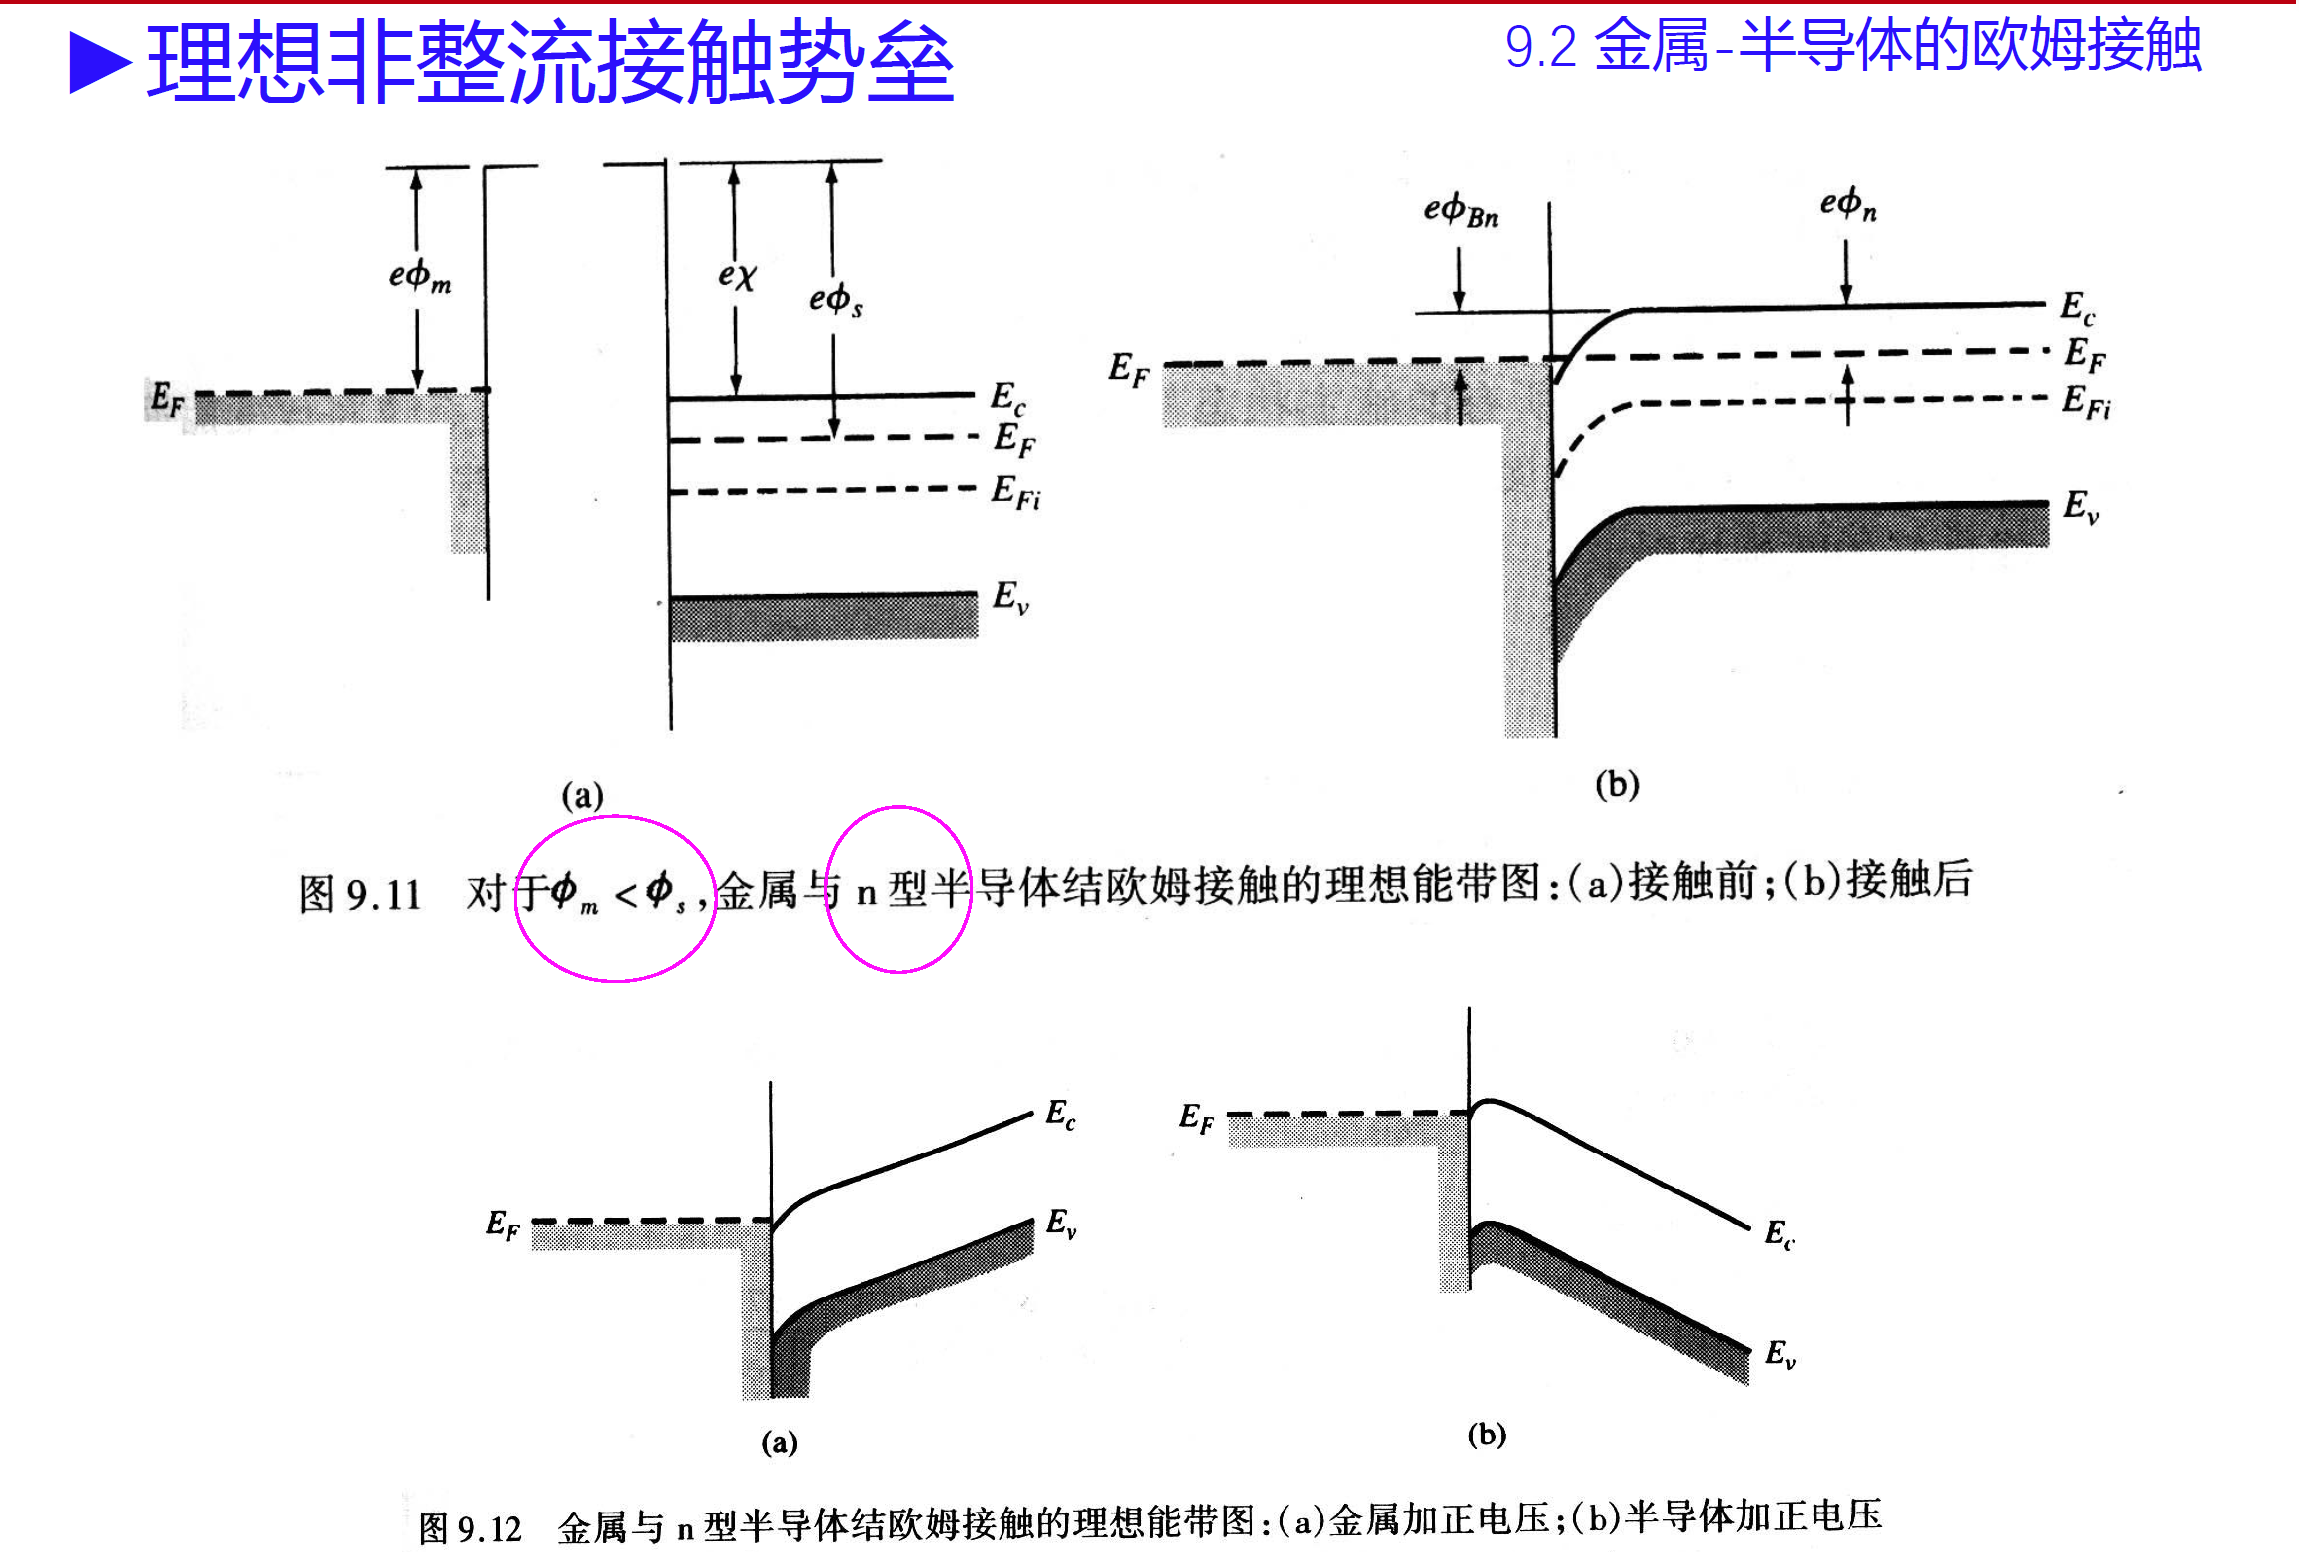 ▶理想非整流接触势垒
9.2 金属-半导体的欧姆接触
eϕm
eχ
eϕs
EF
Ec
EF
EFi
Ev
(a)
eϕBn
eϕn
EF
Ec
EF
EFi
Ev
(b)
图 9.11 对于ϕm < ϕs,金属与 n 型半导体结欧姆接触的理想能带图:(a)接触前;(b)接触后
EF
Ec
Ev
(a)
EF
Ec
Ev
(b)
图 9.12 金属与 n 型半导体结欧姆接触的理想能带图:(a)金属加正电压;(b)半导体加正电压